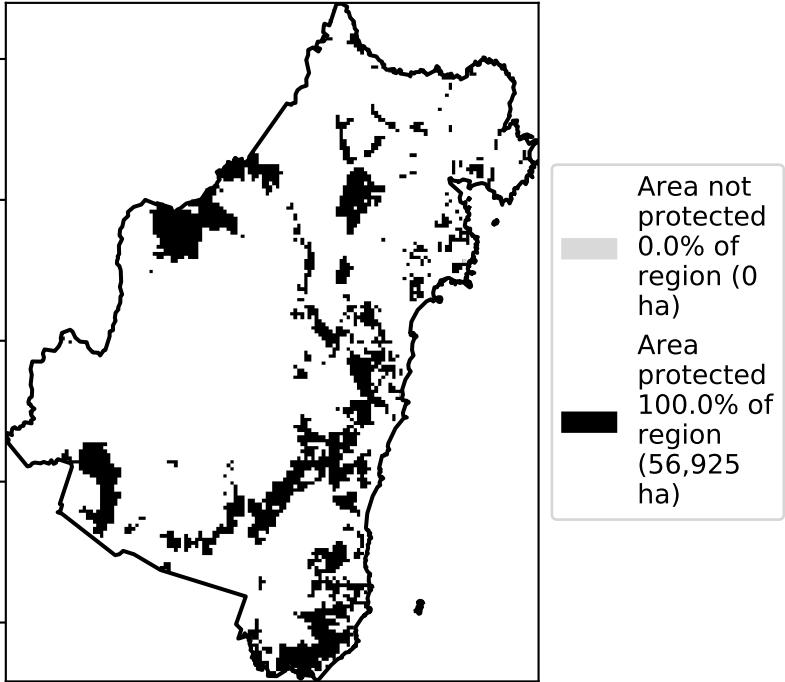 Area not
protected
0.0% of
region (0
ha)
Area
protected
100.0% of
region
(56,925
ha)